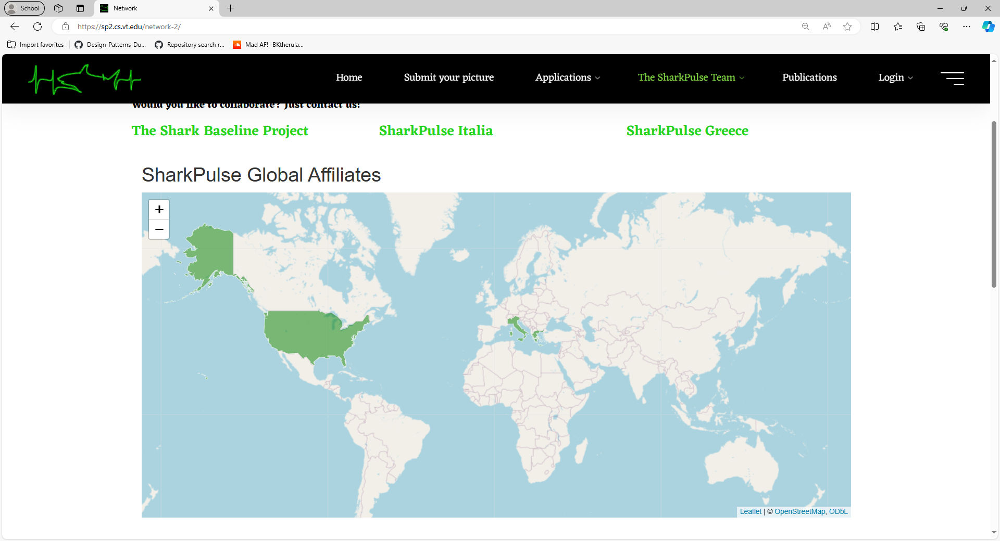 School
Network
https://sp2.cs.vt.edu/network-2/
Import favorites
Design-Patterns-Du...
Repository search r...
Mad AF! -BKtherula...
Home
Submit your picture
Applications
The SharkPulse Team
Publications
Login
Would you like to collaborate? Just contact us!
The Shark Baseline Project
SharkPulse Italia
SharkPulse Greece
SharkPulse Global Affiliates
+
−
Leaflet | © OpenStreetMap, ODbL